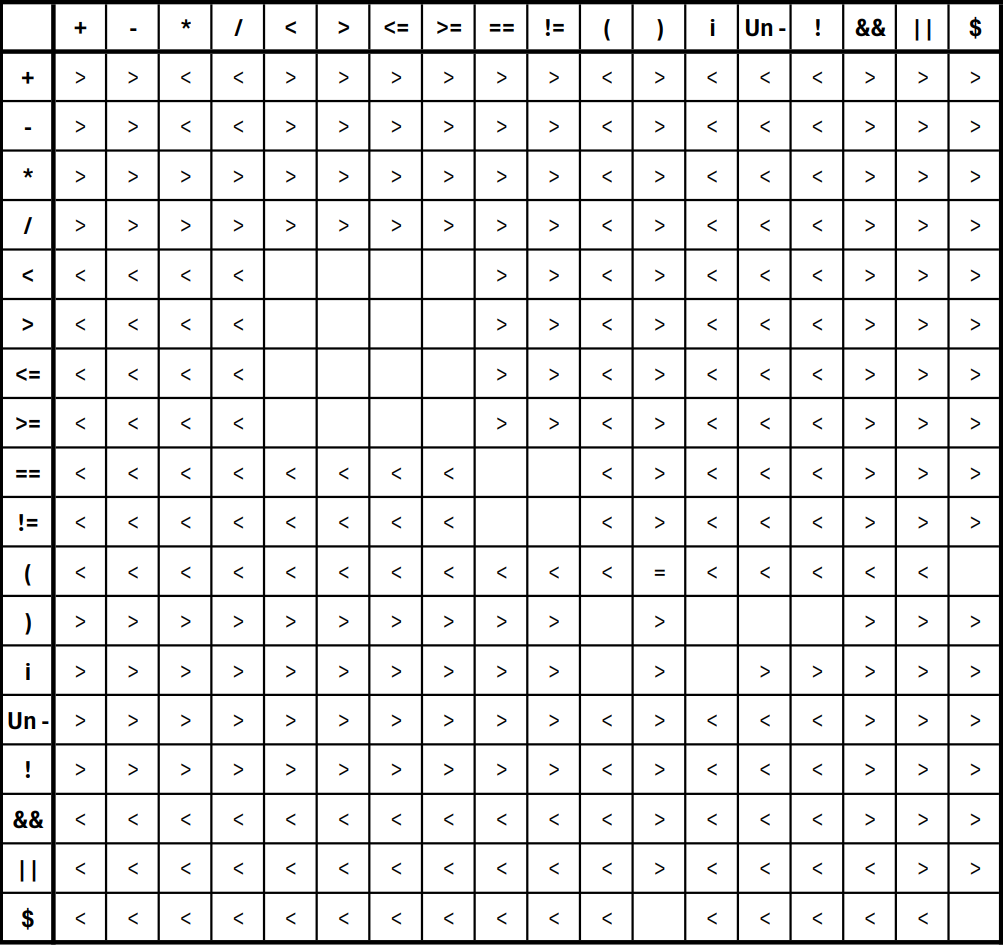 + - * / < > <= >= == != ( ) i Un - ! && || $
+ > > < < > > > > > > < > < < < > > >
- > > < < > > > > > > < > < < < > > >
* > > > > > > > > > > < > < < < > > >
/ > > > > > > > > > > < > < < < > > >
< < < < < > > < > < < < > > >
> < < < < > > < > < < < > > >
<= < < < < > > < > < < < > > >
>= < < < < > > < > < < < > > >
== < < < < < < < < < > < < < > > >
!= < < < < < < < < < > < < < > > >
( < < < < < < < < < < < = < < < < <
) > > > > > > > > > > > > > >
i > > > > > > > > > > > > > > > >
Un - > > > > > > > > > > < > < < < > > >
! > > > > > > > > > > < > < < < > > >
&& < < < < < < < < < < < > < < < > > >
|| < < < < < < < < < < < > < < < < > >
$ < < < < < < < < < < < < < < < <